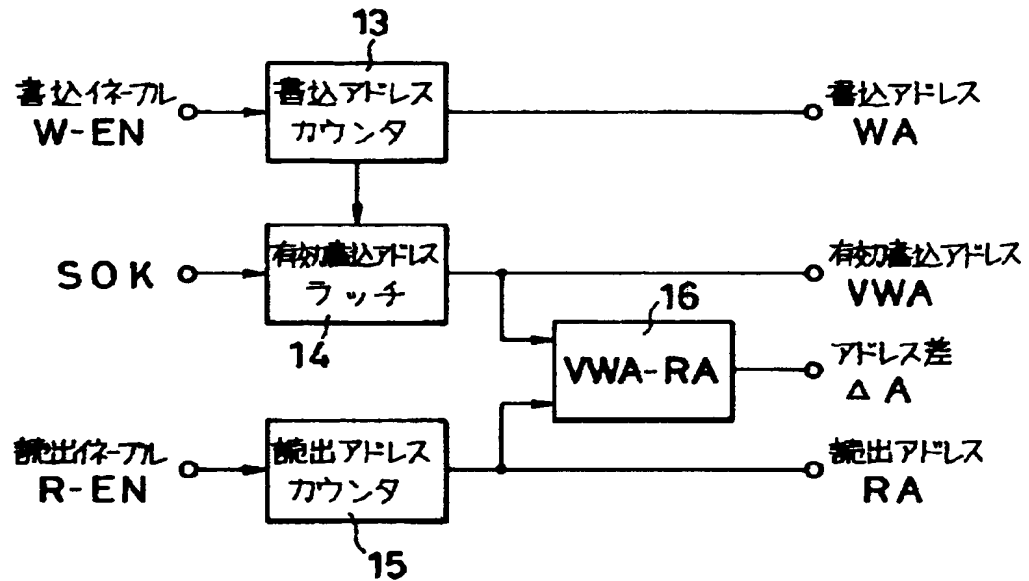 13
書込イネーブル
W-EN
書込アドレス
カウンタ
書込アドレス
WA
SOK
有効書込アドレス
ラッチ
14
有効書込アドレス
VWA
16
VWA-RA
アドレス差
ΔA
読出イネーブル
R-EN
読出アドレス
カウンタ
15
読出アドレス
RA